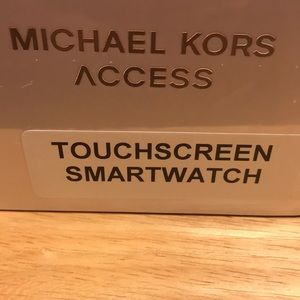 MICHAEL KORS
ACCESS
TOUCHSCREEN
SMARTWATCH